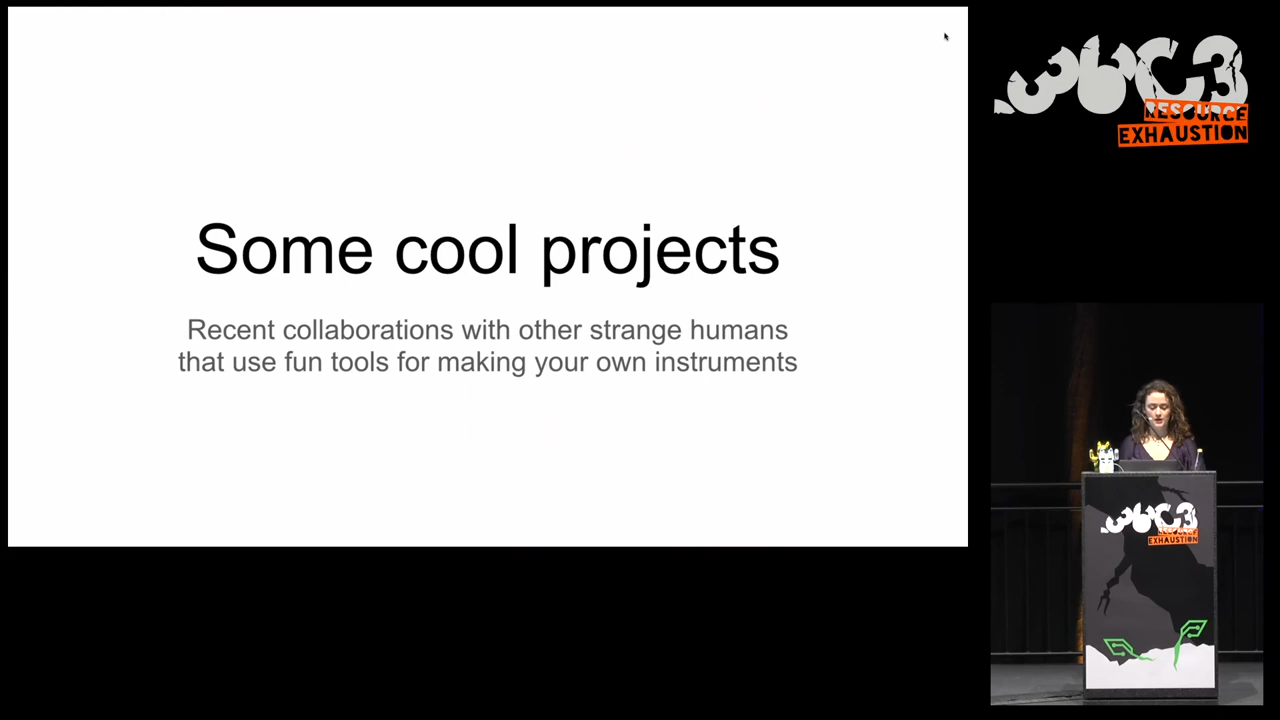 Some cool projects
Recent collaborations with other strange humans
that use fun tools for making your own instruments
36C3
RESOURCE
EXHAUSTION
36C3
RESOURCE
EXHAUSTION